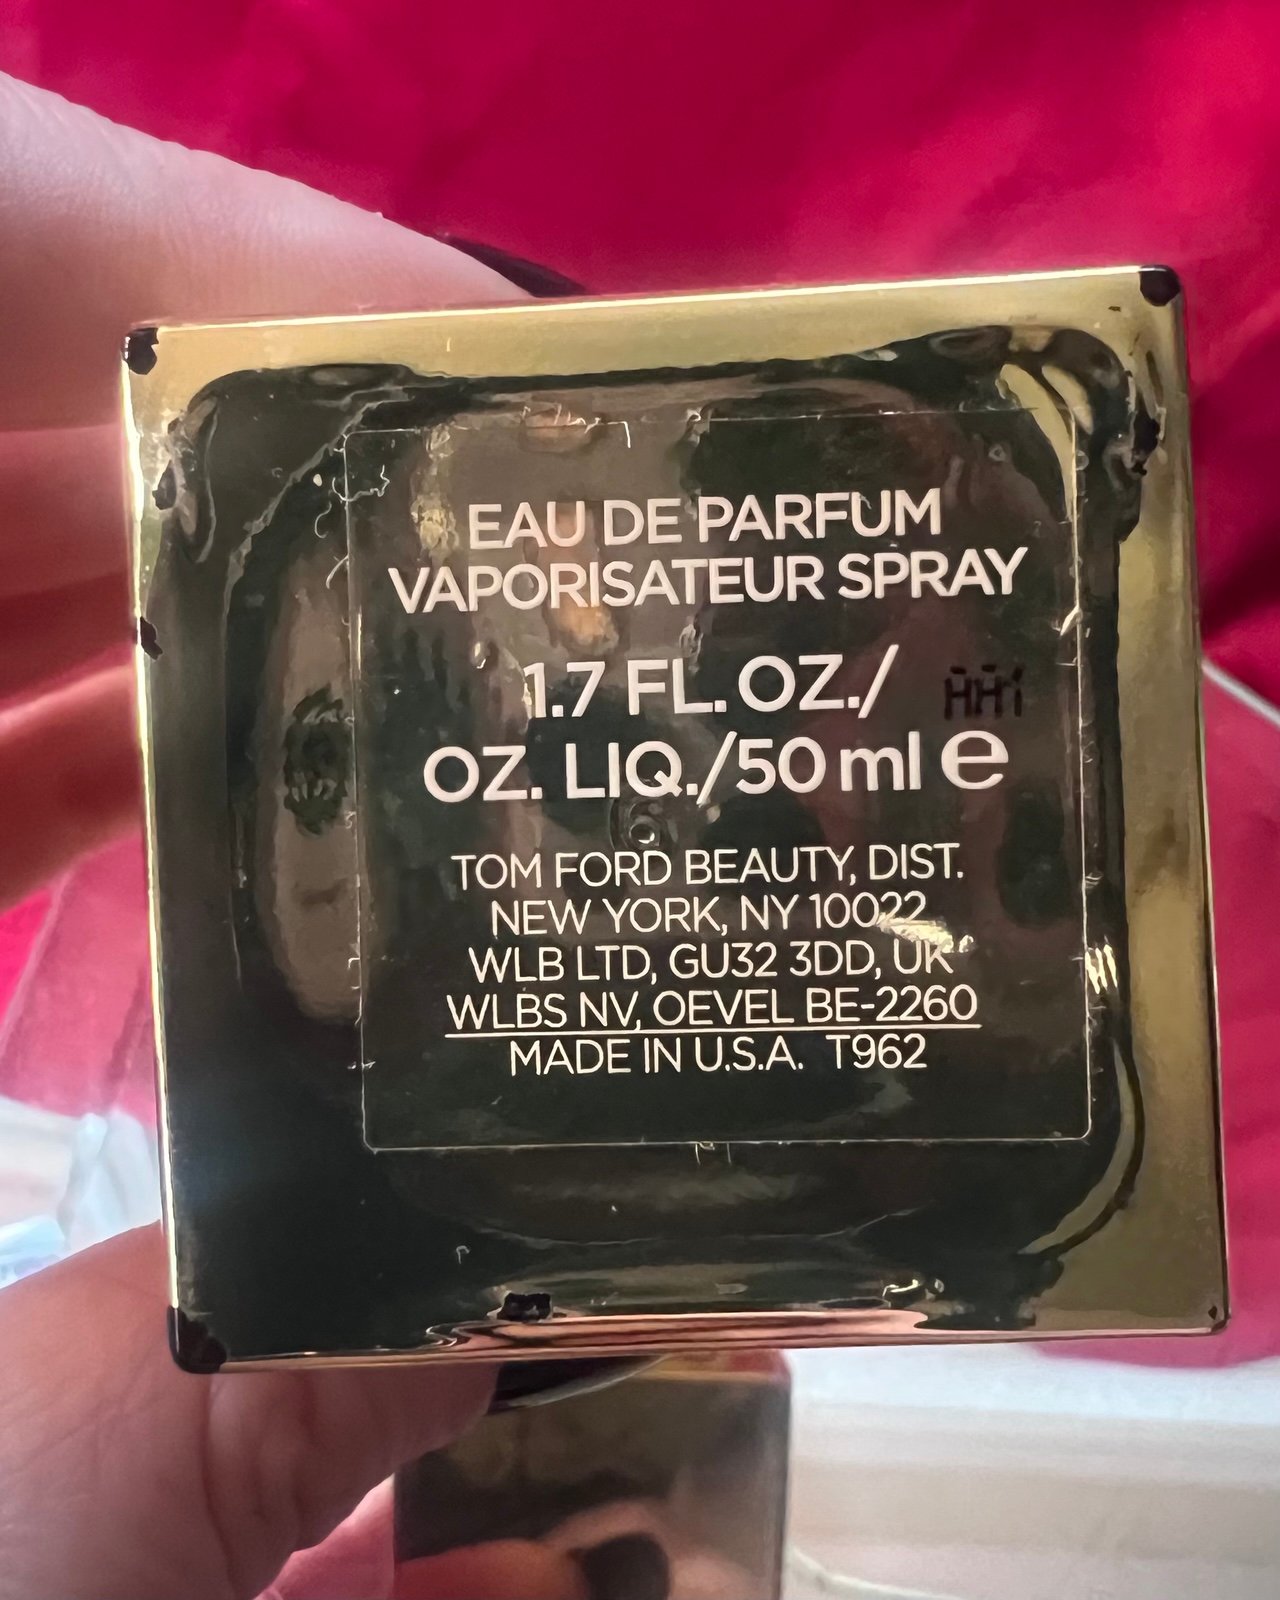 EAU DE PARFUM
VAPORISATEUR SPRAY
1.7 FL. OZ./
OZ. LIQ./50 ml e
TOM FORD BEAUTY, DIST.
NEW YORK, NY 10022
WLB LTD, GU32 3DD, UK
WLBS NV, OEVEL BE-2260
MADE IN U.S.A. T962